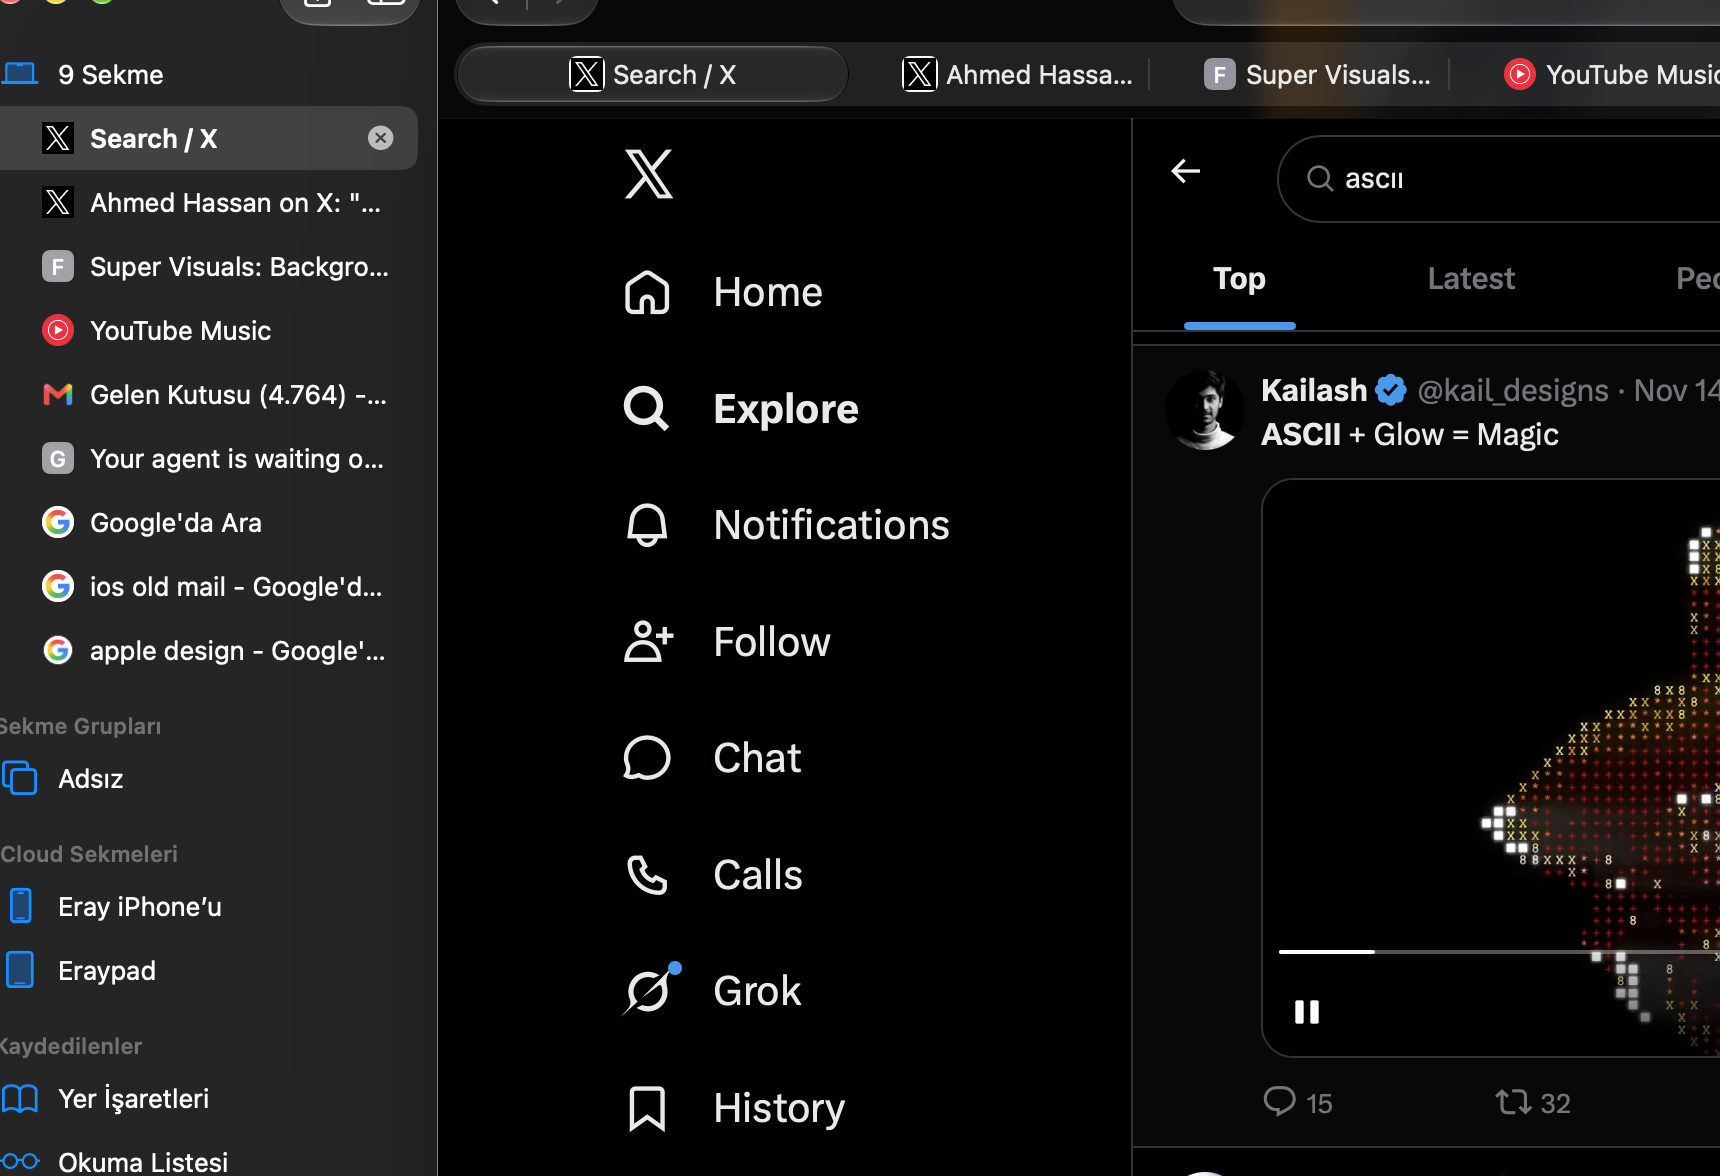 9 Sekme
Search / X
Ahmed Hassan on X: "...
Super Visuals: Backgro...
YouTube Music
Gelen Kutusu (4.764) -...
Your agent is waiting o...
Google'da Ara
ios old mail - Google'd...
apple design - Google'...
Sekme Grupları
Adsız
Cloud Sekmeleri
Eray iPhone’u
Eraypad
Kaydedilenler
Yer İşaretleri
Okuma Listesi
Search / X
Ahmed Hassa...
F Super Visuals...
YouTube Music
Home
Explore
Notifications
Follow
Chat
Calls
Grok
History
ascıı
Top Latest
Kailash @kail_designs · Nov 14
ASCII + Glow = Magic
15 32